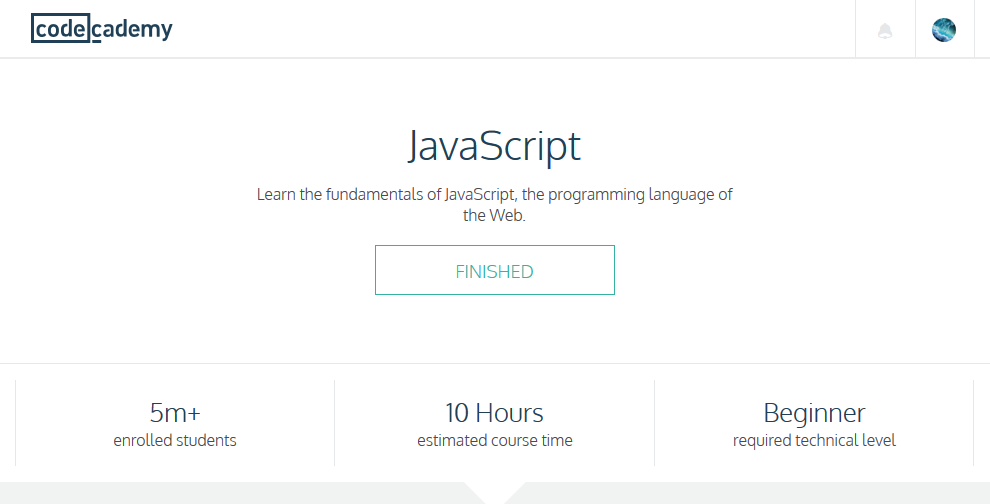 codecademy
JavaScript
Learn the fundamentals of JavaScript, the programming language of
the Web.
FINISHED
5m+
enrolled students
10 Hours
estimated course time
Beginner
required technical level